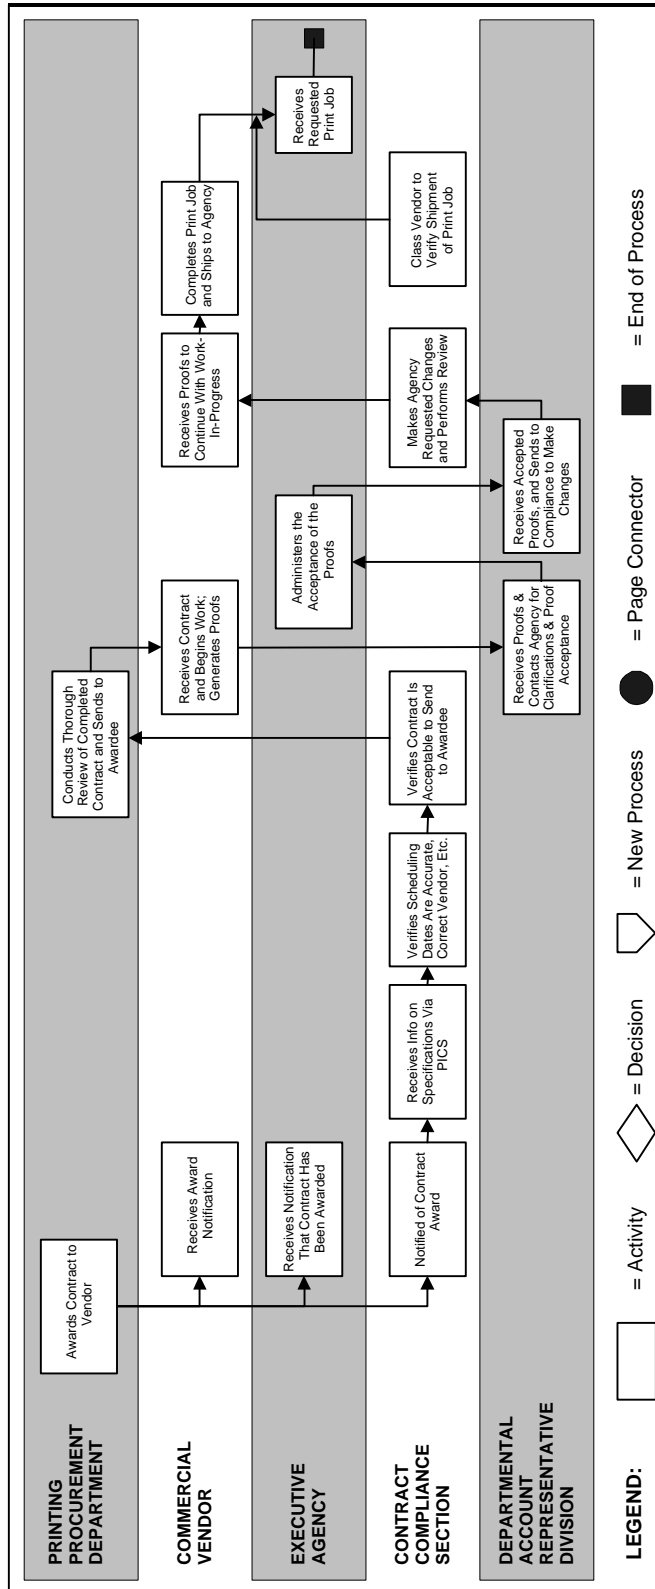 PRINTING
PROCUREMENT
DEPARTMENT
Awards Contract to
Vendor
Conducts Thorough
Review of Completed
Contract and Sends to
Awardee
COMMERCIAL
VENDOR
Receives Award
Notification
Receives Contract
and Begins Work;
Generates Proofs
Receives Proofs to
Continue With Work-
In-Progress
Completes Print Job
and Ships to Agency
EXECUTIVE
AGENCY
Receives Notification
That Contract Has
Been Awarded
Administers the
Acceptance of the
Proofs
Receives
Requested
Print Job
CONTRACT
COMPLIANCE
SECTION
Notified of Contract
Award
Receives Info on
Specifications Via
PICS
Verifies Scheduling
Dates Are Accurate,
Correct Vendor, Etc.
Verifies Contract Is
Acceptable to Send
to Awardee
Makes Agency
Requested Changes
and Performs Review
Class Vendor to
Verify Shipment
of Print Job
DEPARTMENTAL
ACCOUNT
REPRESENTATIVE
DIVISION
Receives Proofs &
Contacts Agency for
Clarifications & Proof
Acceptance
Receives Accepted
Proofs, and Sends to
Compliance to Make
Changes
LEGEND:
= Activity
= Decision
= New Process
= Page Connector
= End of Process